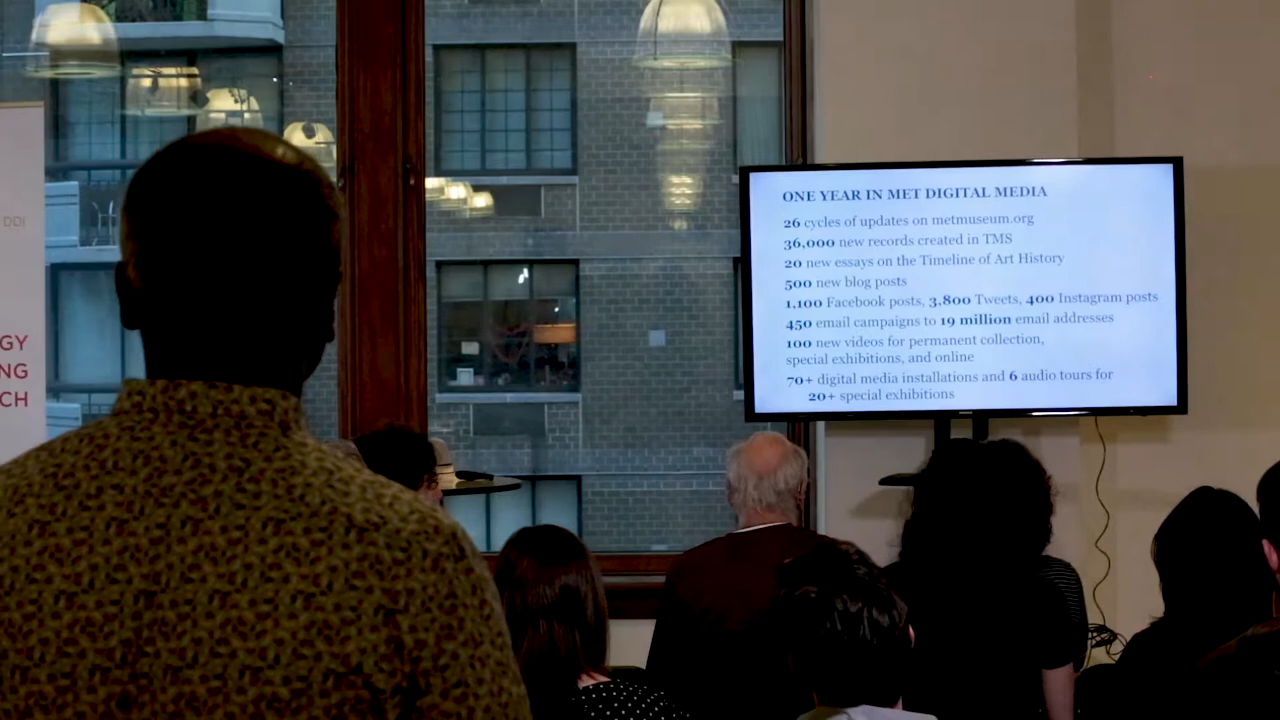 DDI
GY
NG
CH
ONE YEAR IN MET DIGITAL MEDIA
26 cycles of updates on metmuseum.org
36,000 new records created in TMS
20 new essays on the Timeline of Art History
500 new blog posts
1,100 Facebook posts, 3,800 Tweets, 400 Instagram posts
450 email campaigns to 19 million email addresses
100 new videos for permanent collection,
special exhibitions, and online
70+ digital media installations and 6 audio tours for
20+ special exhibitions